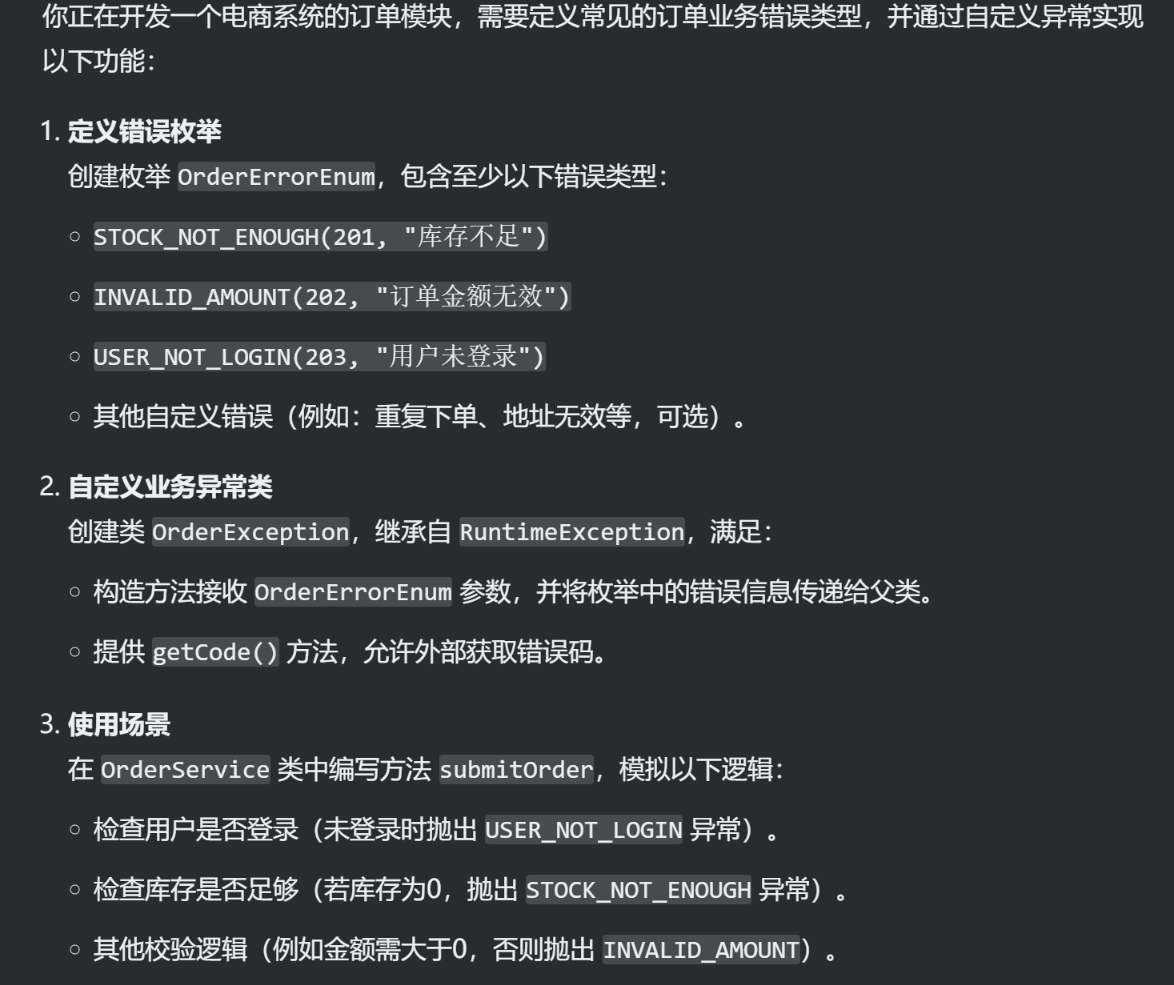 你正在开发一个电商系统的订单模块，需要定义常见的订单业务错误类型，并通过自定义异常实现
以下功能：
1. 定义错误枚举
创建枚举 OrderErrorEnum，包含至少以下错误类型：
○ STOCK_NOT_ENOUGH(201, "库存不足")
○ INVALID_AMOUNT(202, "订单金额无效")
○ USER_NOT_LOGIN(203, "用户未登录")
○ 其他自定义错误（例如：重复下单、地址无效等，可选）。
2. 自定义业务异常类
创建类 OrderException，继承自 RuntimeException，满足：
○ 构造方法接收 OrderErrorEnum 参数，并将枚举中的错误信息传递给父类。
○ 提供 getCode() 方法，允许外部获取错误码。
3. 使用场景
在 OrderService 类中编写方法 submitOrder，模拟以下逻辑：
○ 检查用户是否登录（未登录时抛出 USER_NOT_LOGIN 异常）。
○ 检查库存是否足够（若库存为0，抛出 STOCK_NOT_ENOUGH 异常）。
○ 其他校验逻辑（例如金额需大于0，否则抛出 INVALID_AMOUNT）。